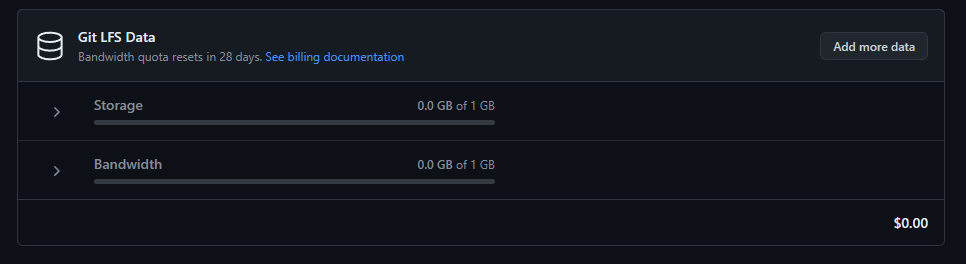 Git LFS Data
Bandwidth quota resets in 28 days. See billing documentation
Add more data
Storage 0.0 GB of 1 GB
Bandwidth 0.0 GB of 1 GB
$0.00